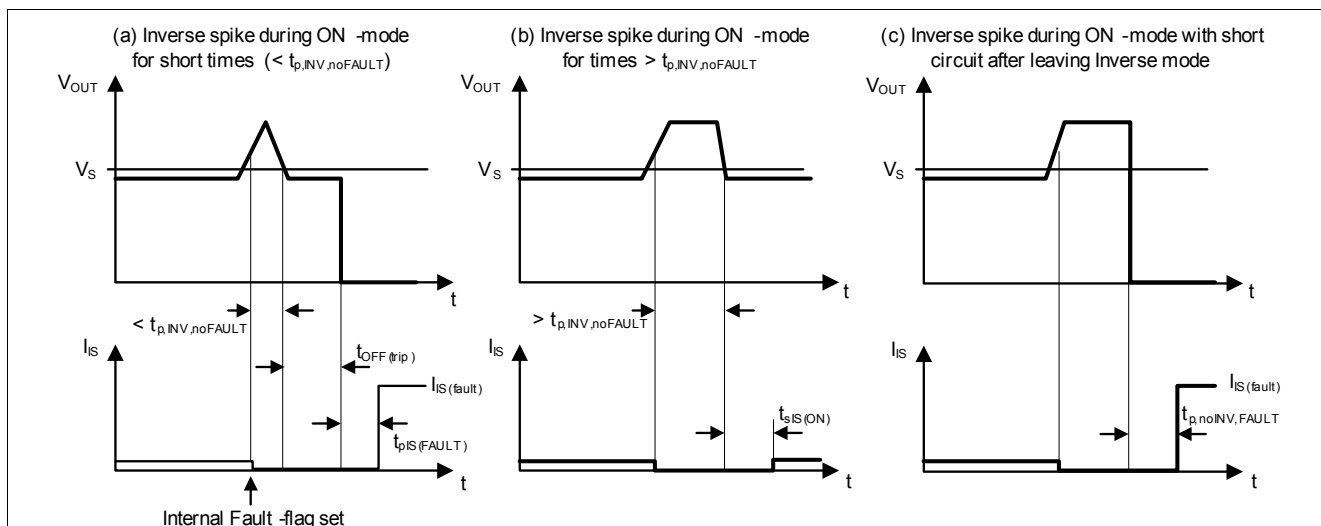 (a) Inverse spike during ON -mode
for short times (< tp,INV,noFAULT)
VOUT
VS
t
< tp,INV,noFAULT
IIS
tOFF(trip)
IIS(fault)
tpIS(FAULT)
t
Internal Fault -flag set
(b) Inverse spike during ON -mode
for times > tp,INV,noFAULT
VOUT
VS
t
> tp,INV,noFAULT
IIS
tsIS(ON)
t
(c) Inverse spike during ON -mode with short
circuit after leaving Inverse mode
VOUT
VS
t
IIS
IIS(fault)
tp,noINV,FAULT
t